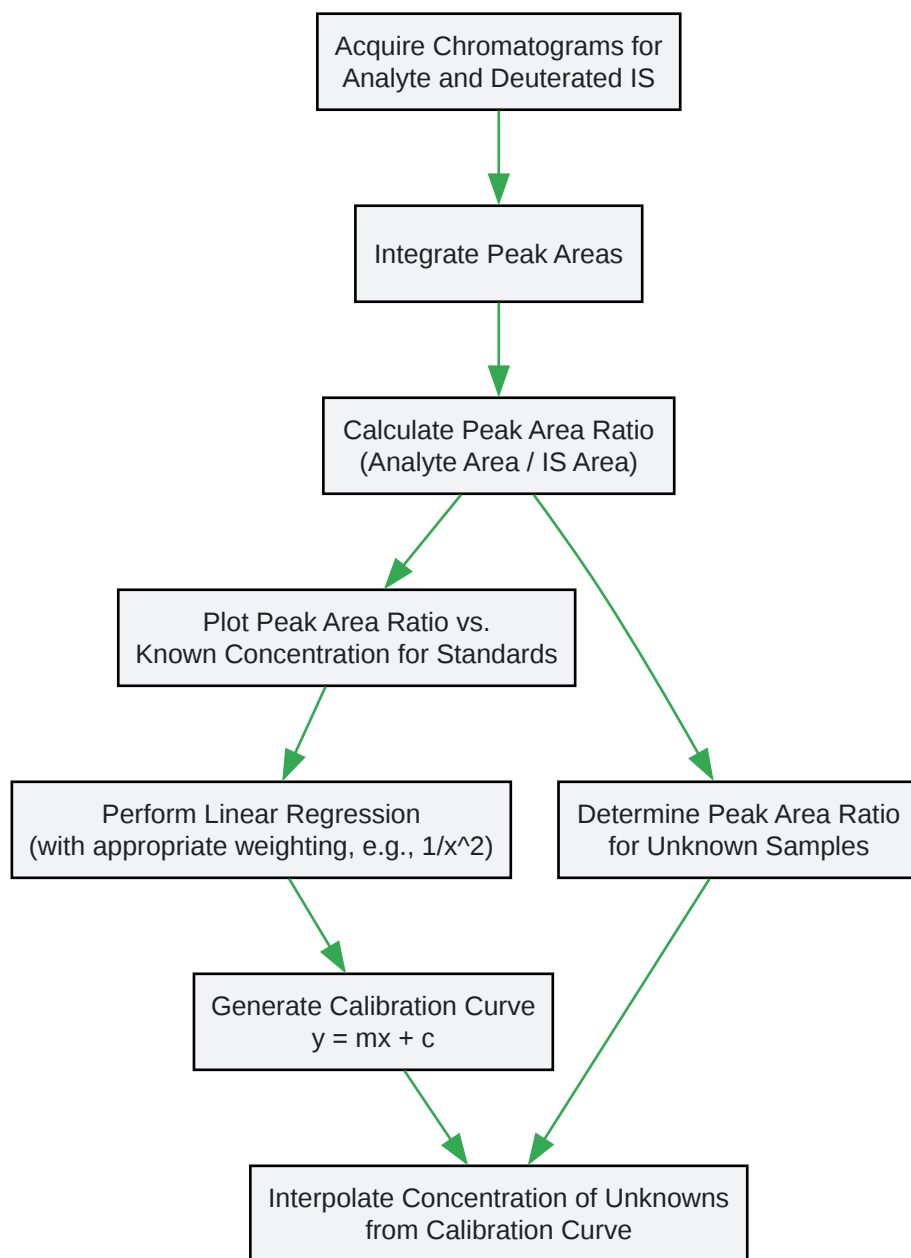 Acquire Chromatograms for
Analyte and Deuterated IS
Integrate Peak Areas
Calculate Peak Area Ratio
(Analyte Area / IS Area)
Plot Peak Area Ratio vs.
Known Concentration for Standards
Perform Linear Regression
(with appropriate weighting, e.g., 1/x^2)
Determine Peak Area Ratio
for Unknown Samples
Generate Calibration Curve
y = mx + c
Interpolate Concentration of Unknowns
from Calibration Curve